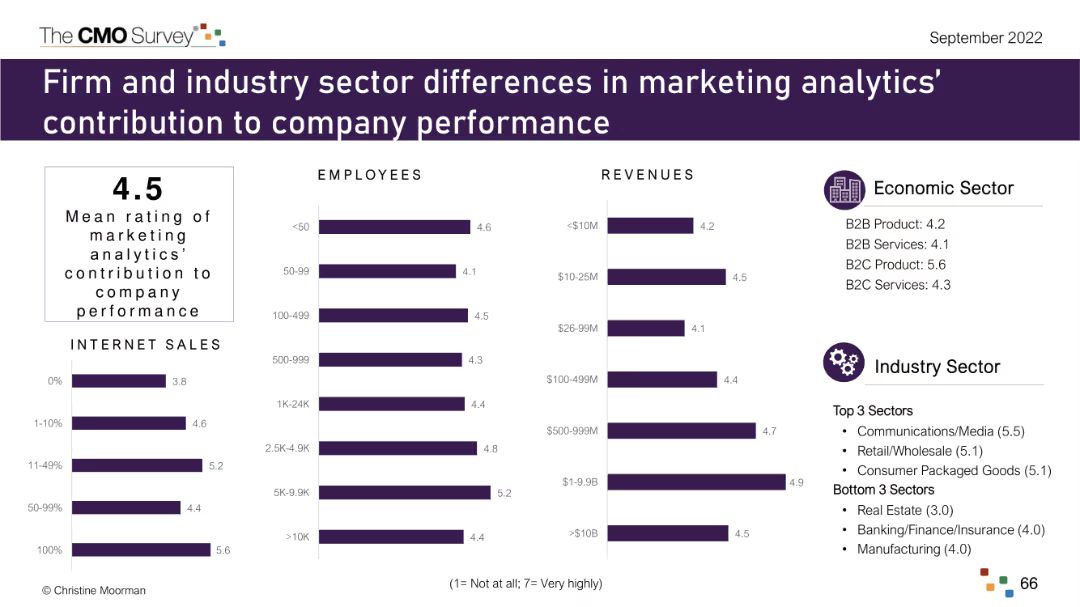 The CMO Survey
September 2022
Firm and industry sector differences in marketing analytics'
contribution to company performance
4.5
Mean rating of
marketing
analytics'
contribution to
company
performance
INTERNET SALES
0% 3.8
1-10% 4.6
11-49% 5.2
50-99% 4.4
100% 5.6
EMPLOYEES
<50 4.6
50-99 4.1
100-499 4.5
500-999 4.3
1K-24K 4.4
2.5K-4.9K 4.8
5K-9.9K 5.2
>10K 4.4
REVENUES
<$10M 4.2
$10-25M 4.5
$26-99M 4.1
$100-499M 4.4
$500-999M 4.7
$1-9.9B 4.9
>$10B 4.5
Economic Sector
B2B Product: 4.2
B2B Services: 4.1
B2C Product: 5.6
B2C Services: 4.3
Industry Sector
Top 3 Sectors
• Communications/Media (5.5)
• Retail/Wholesale (5.1)
• Consumer Packaged Goods (5.1)
Bottom 3 Sectors
• Real Estate (3.0)
• Banking/Finance/Insurance (4.0)
• Manufacturing (4.0)
© Christine Moorman
(1= Not at all; 7= Very highly)
66